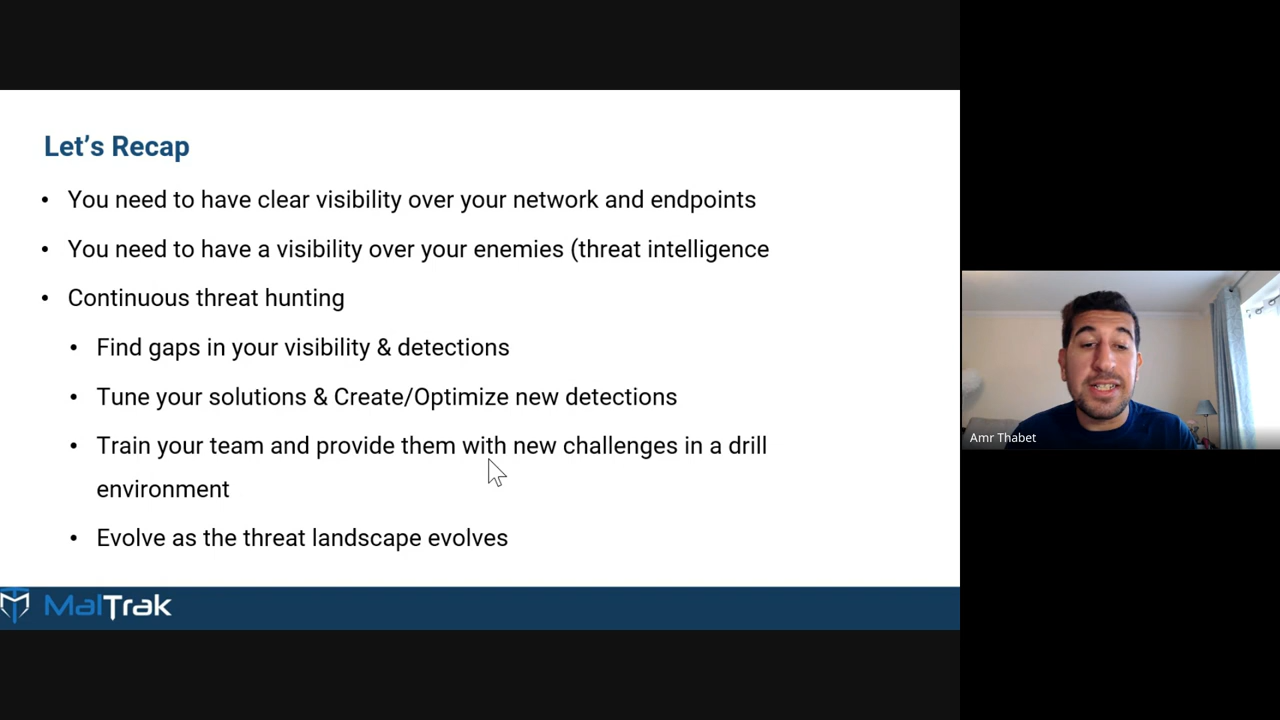 Let’s Recap
• You need to have clear visibility over your network and endpoints
• You need to have a visibility over your enemies (threat intelligence
• Continuous threat hunting
• Find gaps in your visibility & detections
• Tune your solutions & Create/Optimize new detections
• Train your team and provide them with new challenges in a drill
environment
• Evolve as the threat landscape evolves
MalTrak
Amr Thabet